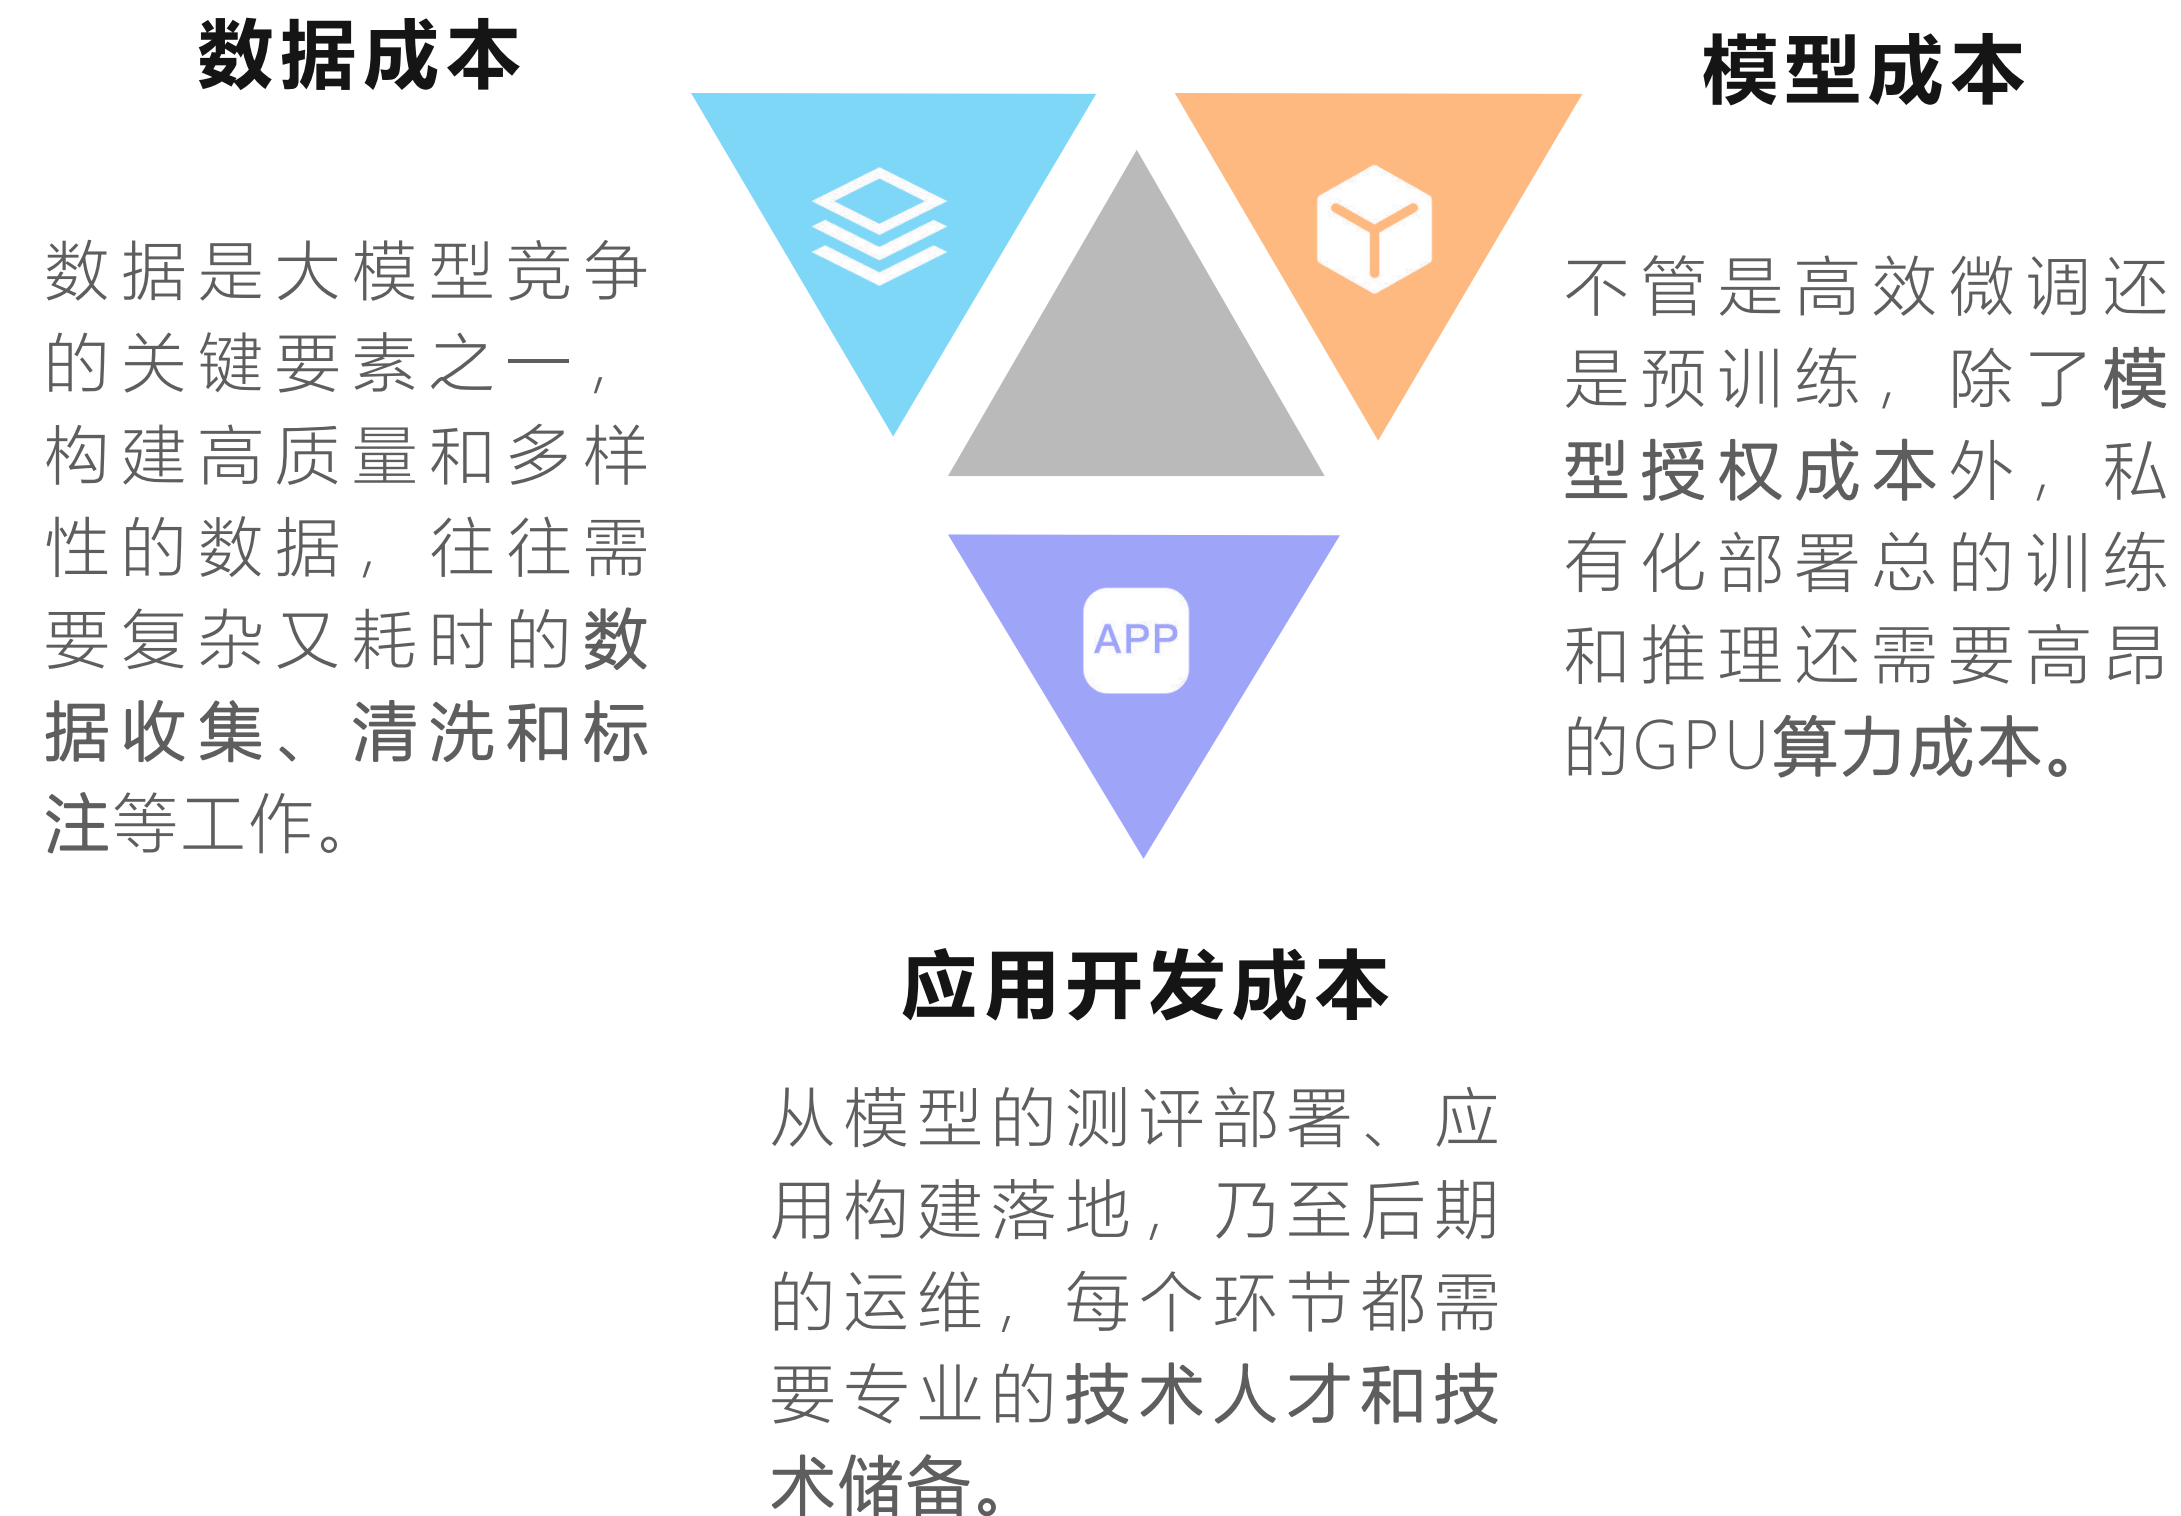 数据成本
数据是大模型竞争
的关键要素之一，
构建高质量和多样
性的数据，往往需
要复杂又耗时的数
据收集、清洗和标
注等工作。
模型成本
不管是高效微调还
是预训练，除了模
型授权成本外，私
有化部署总的训练
和推理还需要高昂
的GPU算力成本。
APP
应用开发成本
从模型的测评部署、应
用构建落地，乃至后期
的运维，每个环节都需
要专业的技术人才和技
术储备。